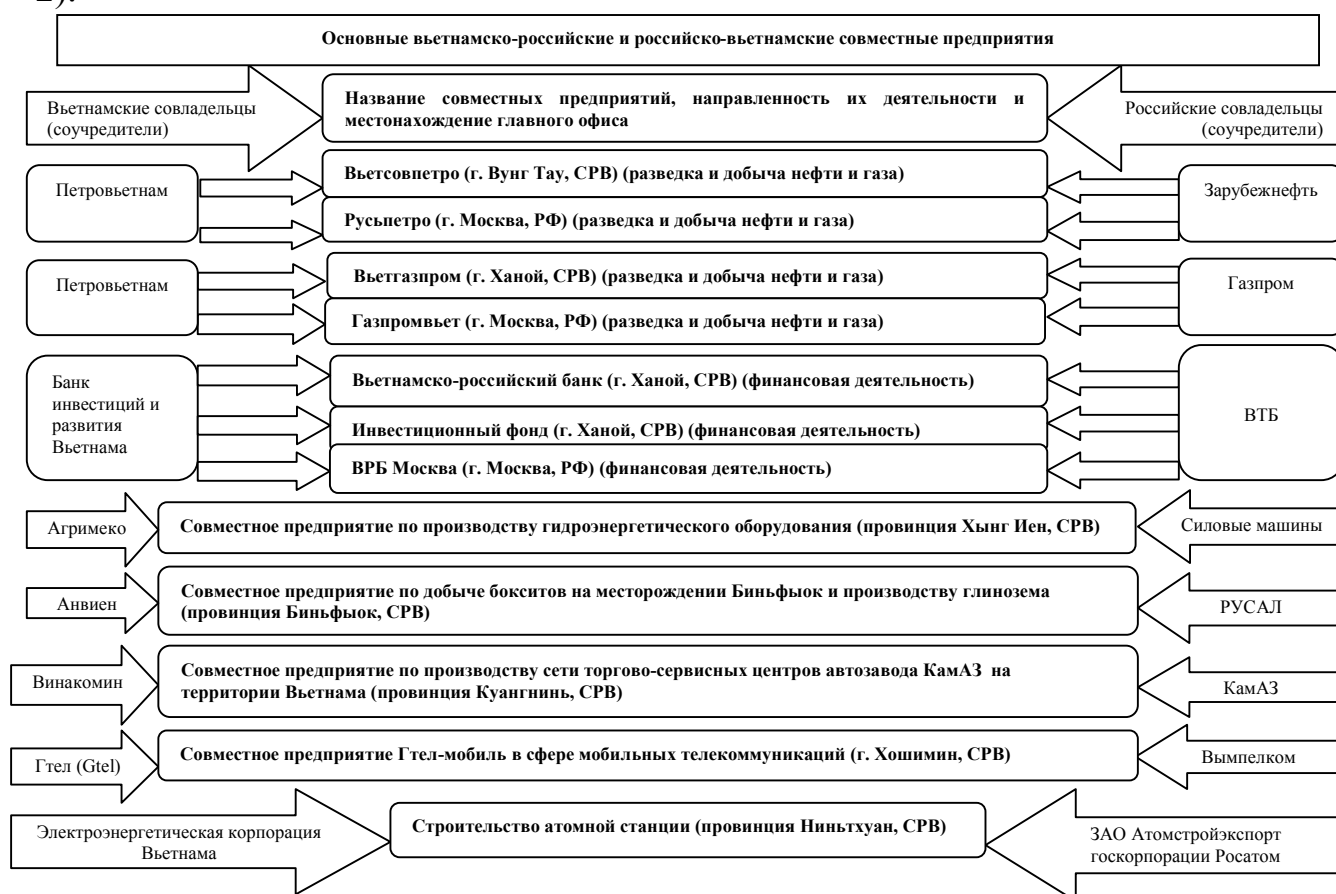 2).
Основные вьетнамско-российские и российско-вьетнамские совместные предприятия
Вьетнамские совладельцы
(соучредители)
Название совместных предприятий, направленность их деятельности и
местонахождение главного офиса
Российские совладельцы
(соучредители)
Петровьетнам
Вьетсовпетро (г. Вунг Тау, СРВ) (разведка и добыча нефти и газа)
Русьпетро (г. Москва, РФ) (разведка и добыча нефти и газа)
Зарубежнефть
Петровьетнам
Вьетгазпром (г. Ханой, СРВ) (разведка и добыча нефти и газа)
Газпромвьет (г. Москва, РФ) (разведка и добыча нефти и газа)
Газпром
Банк
инвестиций и
развития
Вьетнама
Вьетнамско-российский банк (г. Ханой, СРВ) (финансовая деятельность)
Инвестиционный фонд (г. Ханой, СРВ) (финансовая деятельность)
ВРБ Москва (г. Москва, РФ) (финансовая деятельность)
ВТБ
Агримеко
Совместное предприятие по производству гидроэнергетического оборудования (провинция Хынг Иен, СРВ)
Силовые машины
Анвиен
Совместное предприятие по добыче бокситов на месторождении Биньфыок и производству глинозема
(провинция Биньфыок, СРВ)
РУСАЛ
Винакомин
Совместное предприятие по производству сети торгово-сервисных центров автозавода КамАЗ на
территории Вьетнама (провинция Куангнинь, СРВ)
КамАЗ
Гтел (Gtel)
Совместное предприятие Гтел-мобиль в сфере мобильных телекоммуникаций (г. Хошимин, СРВ)
Вымпелком
Электроэнергетическая корпорация
Вьетнама
Строительство атомной станции (провинция Ниньтхуан, СРВ)
ЗАО Атомстройэкспорт
госкорпорации Росатом